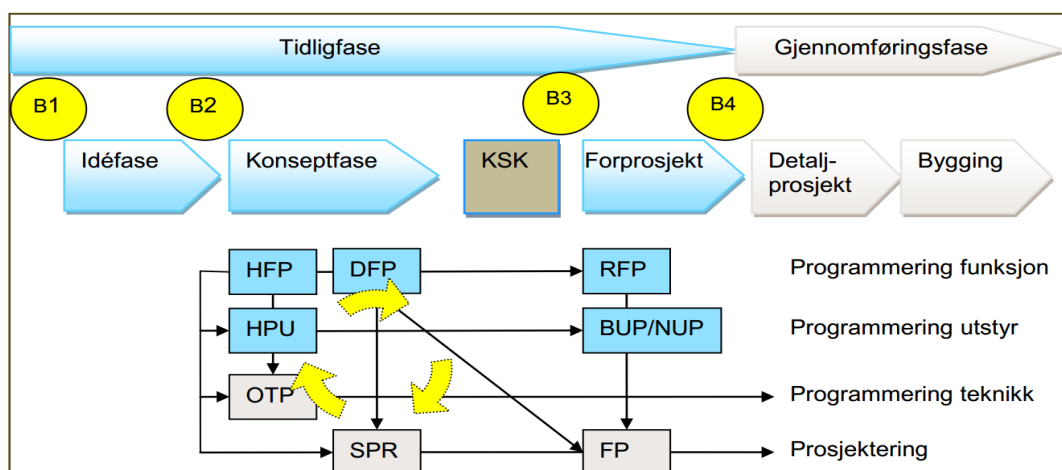 Tidligfase
Gjennomføringsfase
B1
B2
B3
B4
Idéfase
Konseptfase
KSK
Forprosjekt
Detalj-
prosjekt
Bygging
HFP
DFP
RFP
Programmering funksjon
HPU
BUP/NUP
Programmering utstyr
OTP
Programmering teknikk
SPR
FP
Prosjektering